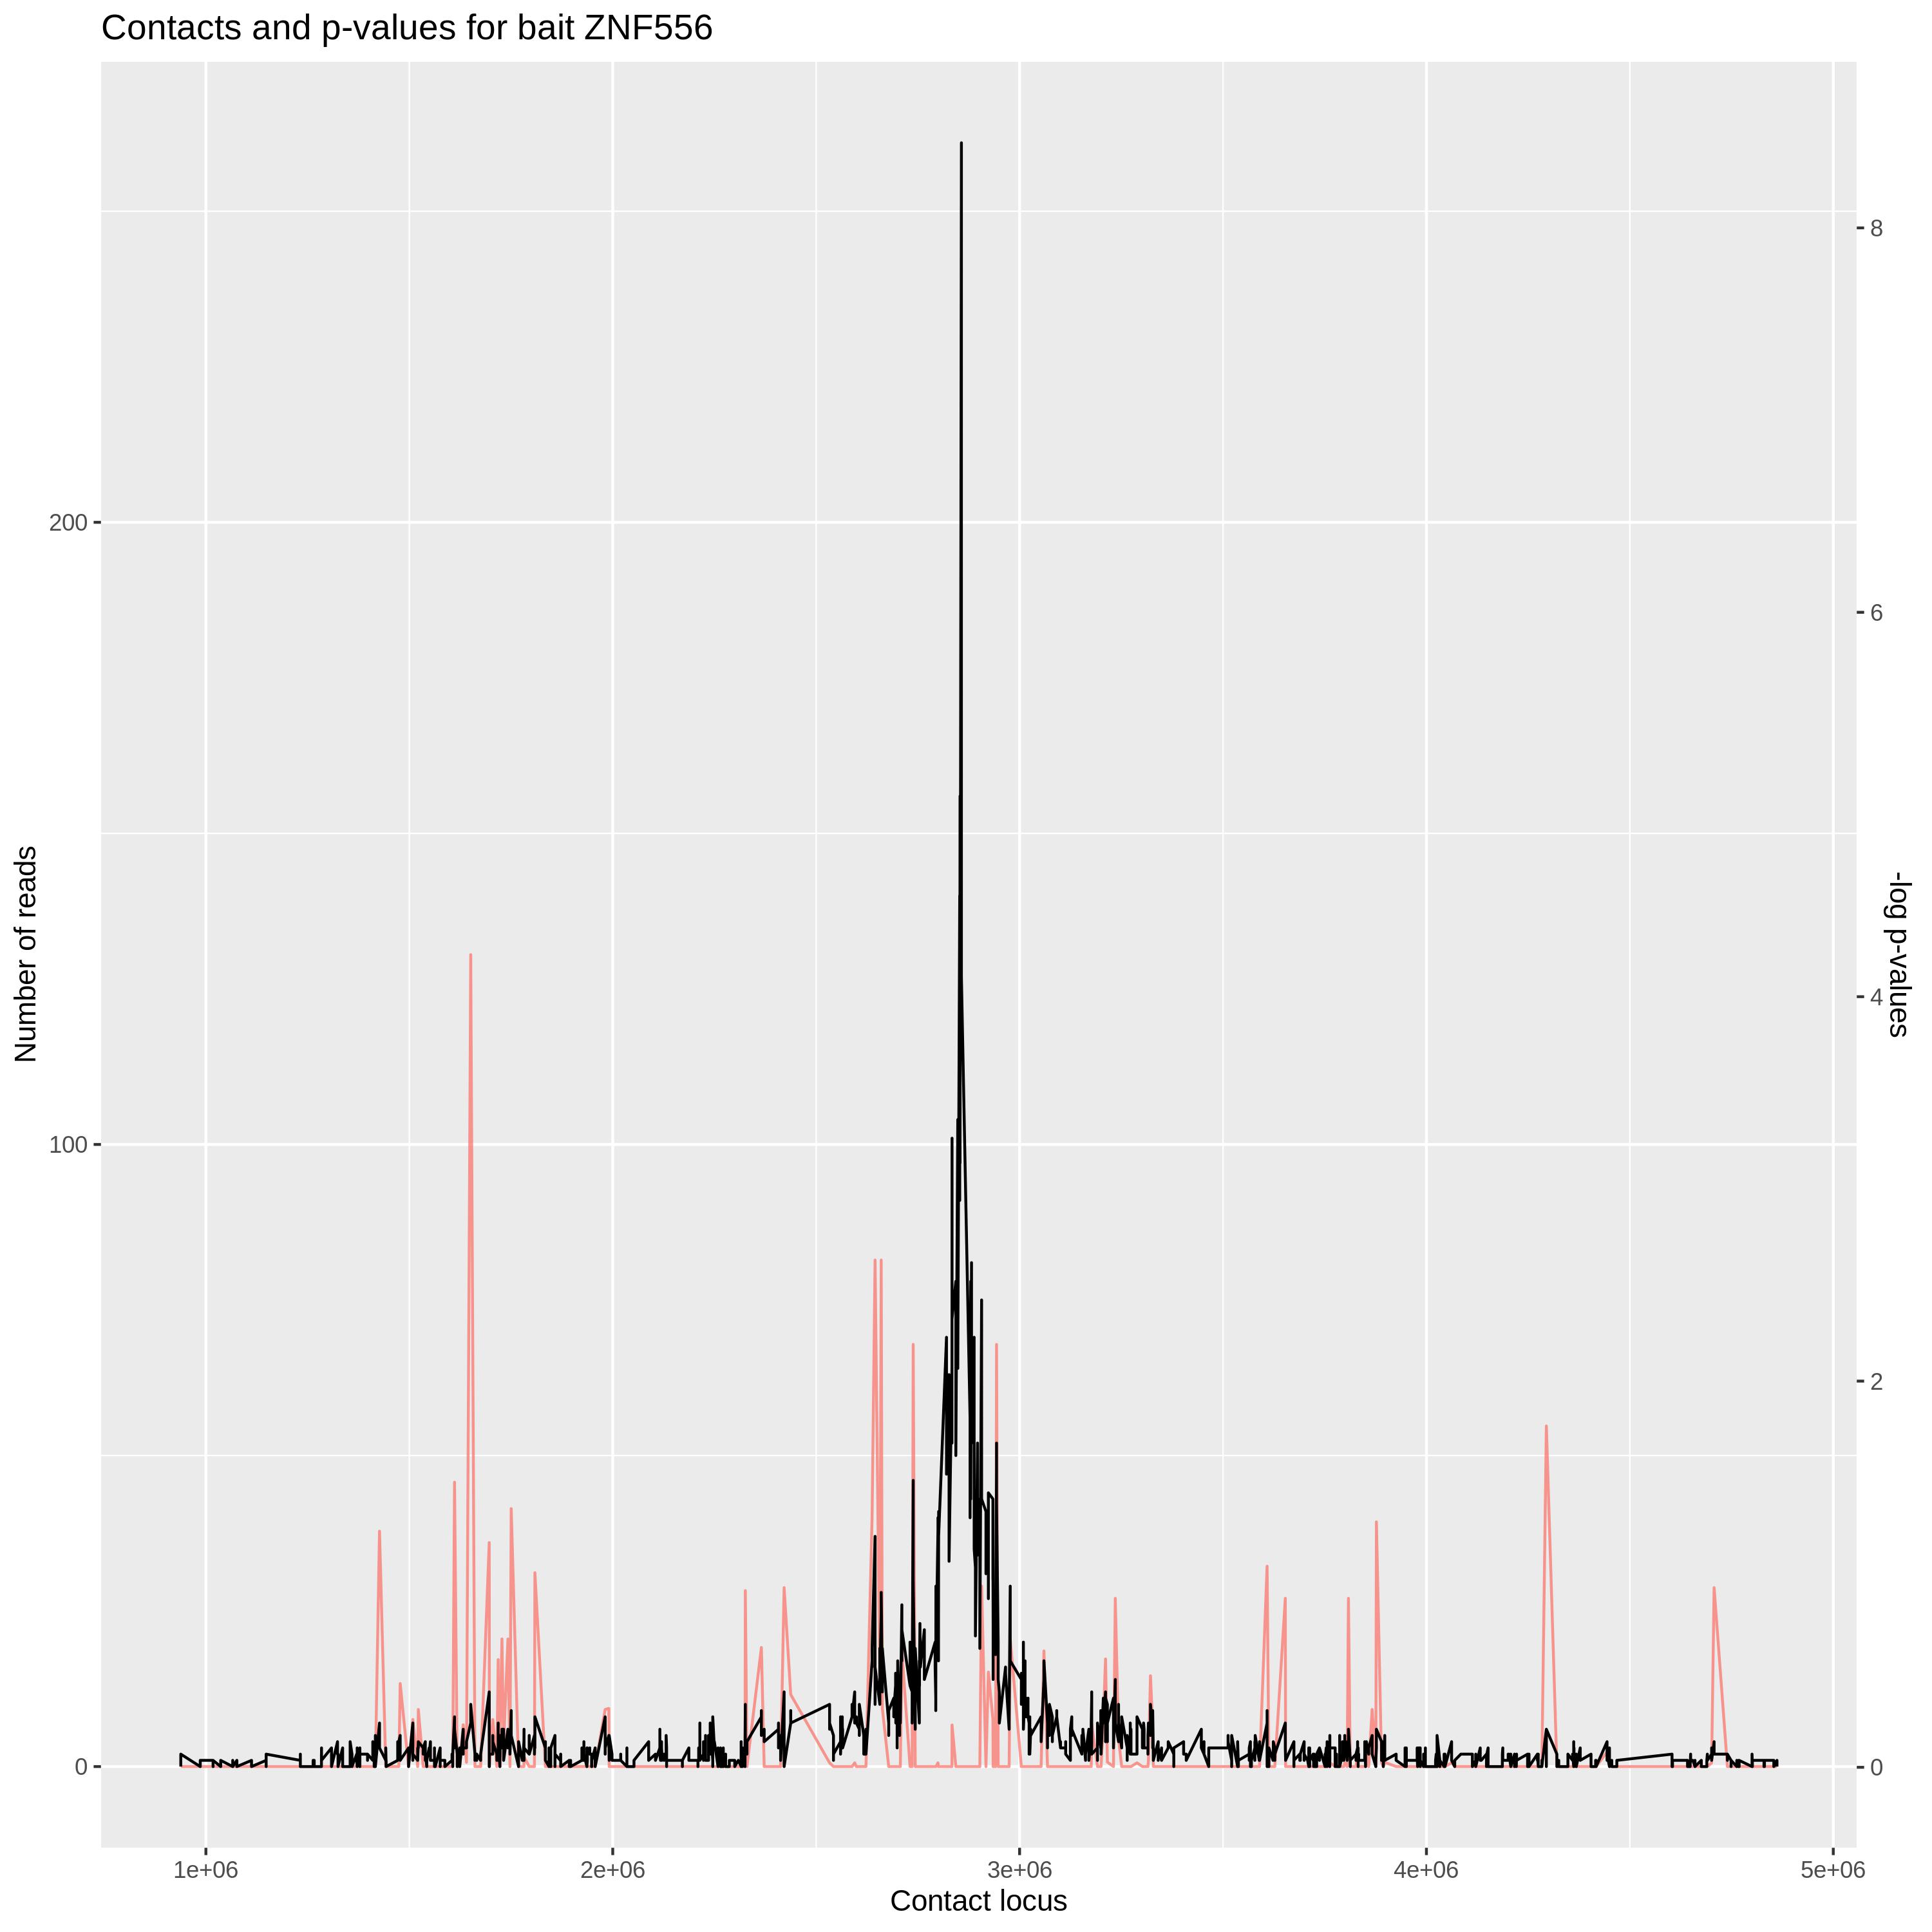 Contacts and p-values for bait ZNF556
Number of reads
200
100
0
8
6
4
2
0
-log p-values
1e+06
2e+06
3e+06
4e+06
5e+06
Contact locus